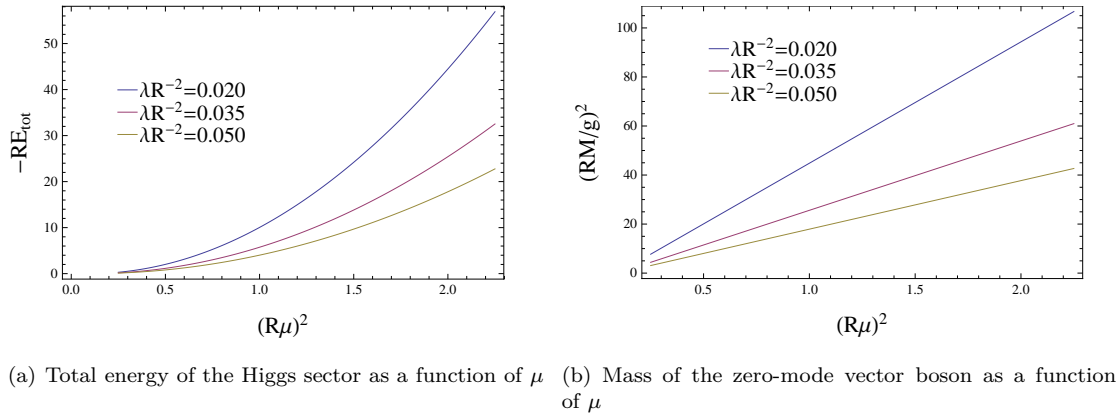 −RE_tot
50
40
30
20
10
0
λR⁻²=0.020
λR⁻²=0.035
λR⁻²=0.050
0.0 0.5 1.0 1.5 2.0
(Rμ)²
(RM/g)²
100
80
60
40
20
0
λR⁻²=0.020
λR⁻²=0.035
λR⁻²=0.050
0.5 1.0 1.5 2.0
(Rμ)²
(a) Total energy of the Higgs sector as a function of μ
(b) Mass of the zero-mode vector boson as a function
of μ